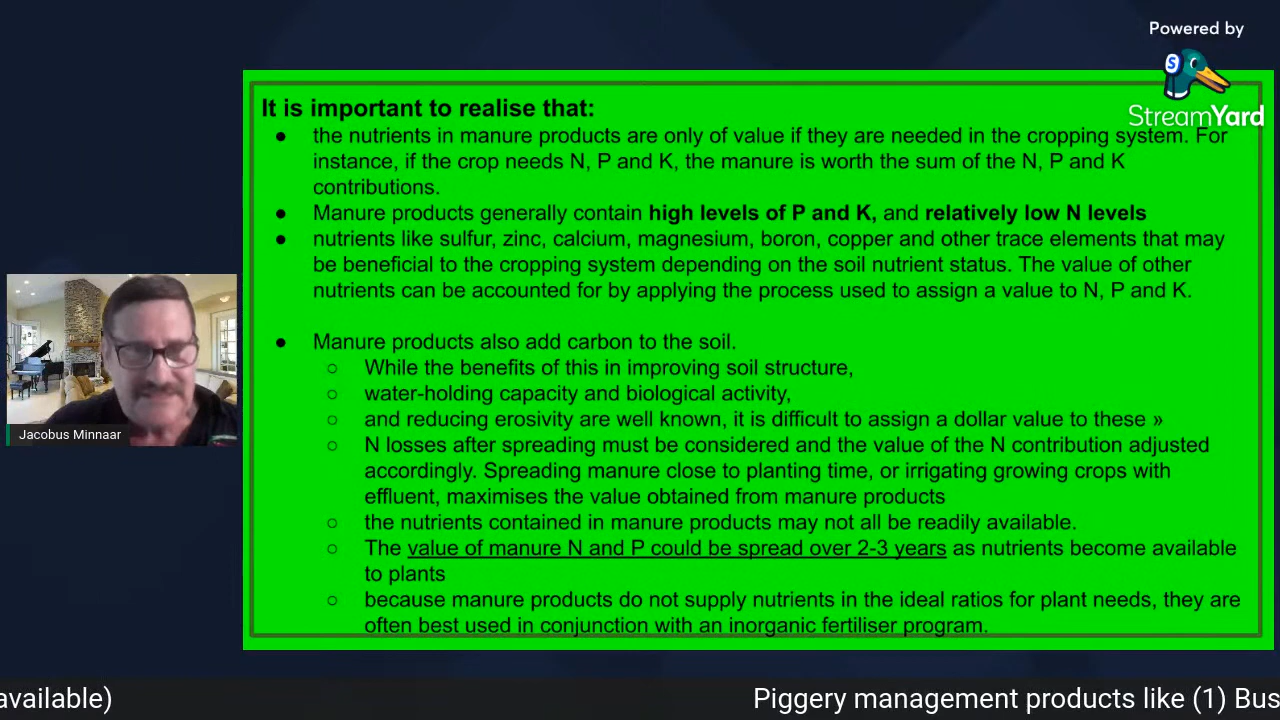 Powered by
StreamYard
It is important to realise that:
● the nutrients in manure products are only of value if they are needed in the cropping system. For
instance, if the crop needs N, P and K, the manure is worth the sum of the N, P and K
contributions.
● Manure products generally contain high levels of P and K, and relatively low N levels
● nutrients like sulfur, zinc, calcium, magnesium, boron, copper and other trace elements that may
be beneficial to the cropping system depending on the soil nutrient status. The value of other
nutrients can be accounted for by applying the process used to assign a value to N, P and K.
● Manure products also add carbon to the soil.
○ While the benefits of this in improving soil structure,
○ water-holding capacity and biological activity,
○ and reducing erosivity are well known, it is difficult to assign a dollar value to these »
○ N losses after spreading must be considered and the value of the N contribution adjusted
accordingly. Spreading manure close to planting time, or irrigating growing crops with
effluent, maximises the value obtained from manure products
○ the nutrients contained in manure products may not all be readily available.
○ The value of manure N and P could be spread over 2-3 years as nutrients become available
to plants
○ because manure products do not supply nutrients in the ideal ratios for plant needs, they are
often best used in conjunction with an inorganic fertiliser program.
Jacobus Minnaar
available) Piggery management products like (1) Bus